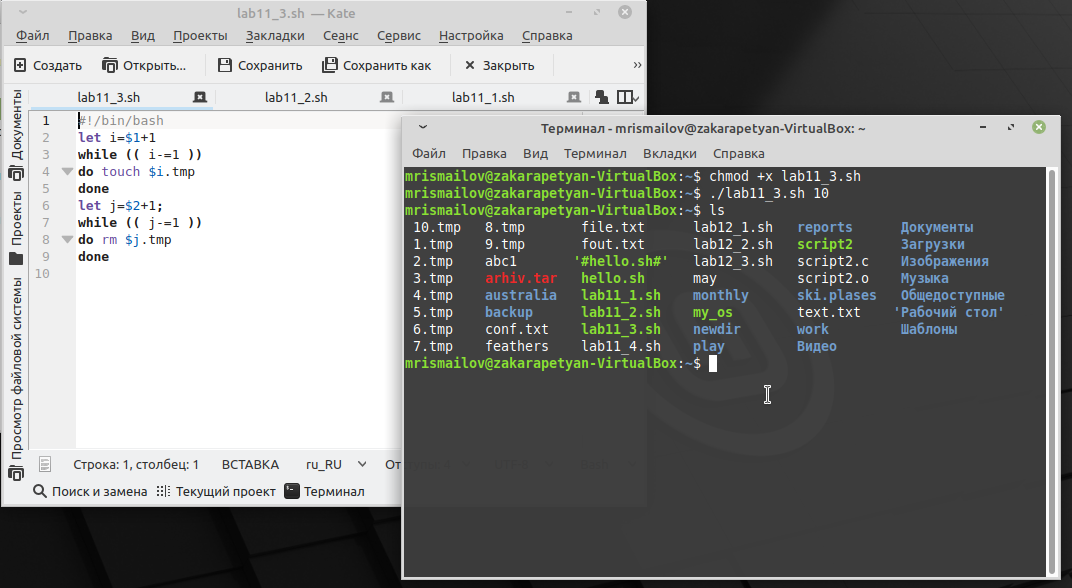 lab11_3.sh — Kate
Файл Правка Вид Проекты Закладки Сеанс Сервис Настройка Справка
Создать Открыть... Сохранить Сохранить как Закрыть »
lab11_3.sh lab11_2.sh lab11_1.sh
Документы
Проекты
Просмотр файловой системы
1 #!/bin/bash
2 let i=$1+1
3 while (( i-=1 ))
4 do touch $i.tmp
5 done
6 let j=$2+1;
7 while (( j-=1 ))
8 do rm $j.tmp
9 done
10
Строка: 1, столбец: 1 ВСТАВКА ru_RU От
Поиск и замена Текущий проект Терминал
Терминал - mrismailov@zakarapetyan-VirtualBox: ~
Файл Правка Вид Терминал Вкладки Справка
mrismailov@zakarapetyan-VirtualBox:~$ chmod +x lab11_3.sh
mrismailov@zakarapetyan-VirtualBox:~$ ./lab11_3.sh 10
mrismailov@zakarapetyan-VirtualBox:~$ ls
10.tmp 8.tmp file.txt lab12_1.sh reports Документы
1.tmp 9.tmp fout.txt lab12_2.sh script2 Загрузки
2.tmp abc1 '#hello.sh#' lab12_3.sh script2.c Изображения
3.tmp arhiv.tar hello.sh may script2.o Музыка
4.tmp australia lab11_1.sh monthly ski.plases Общедоступные
5.tmp backup lab11_2.sh my_os text.txt 'Рабочий стол'
6.tmp conf.txt lab11_3.sh newdir work Шаблоны
7.tmp feathers lab11_4.sh play Видео
mrismailov@zakarapetyan-VirtualBox:~$